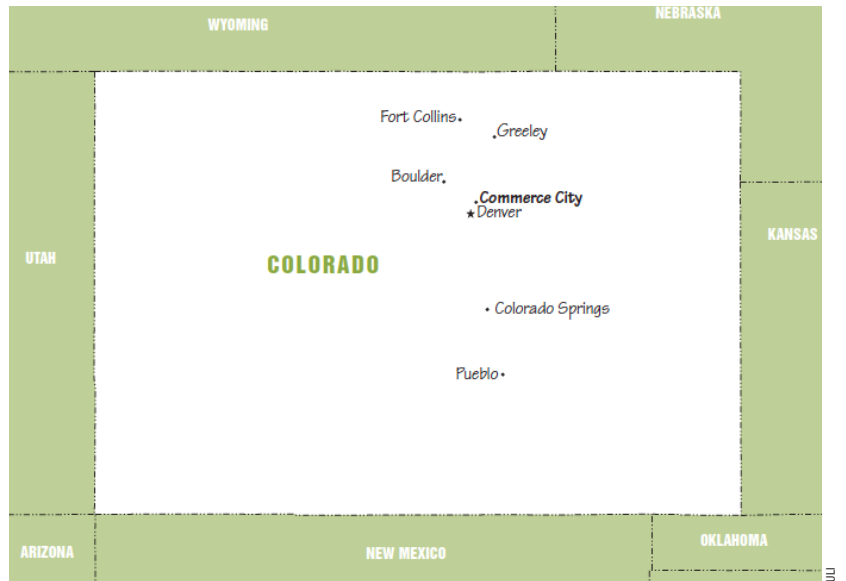 WYOMING
NEBRASKA
Fort Collins
Greeley
Boulder
Commerce City
Denver
KANSAS
UTAH
COLORADO
Colorado Springs
Pueblo
ARIZONA
NEW MEXICO
OKLAHOMA